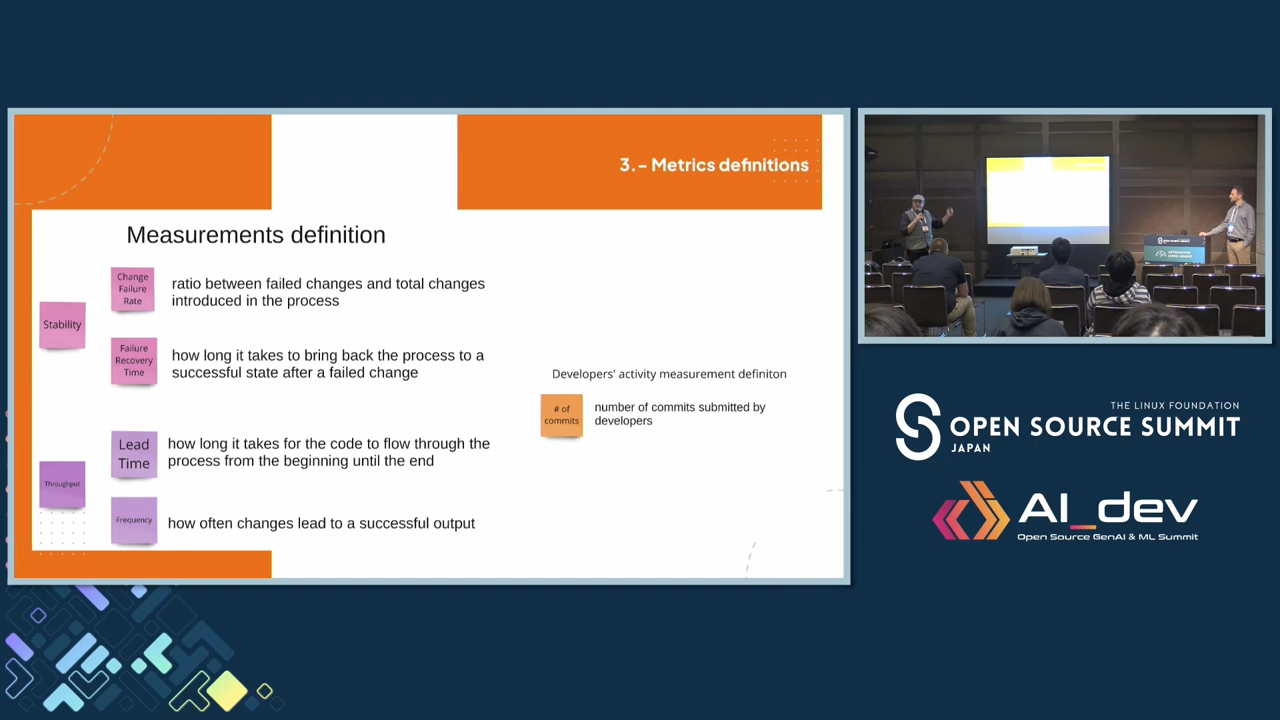 3.- Metrics definitions
Measurements definition
Stability
Change
Failure
Rate
ratio between failed changes and total changes
introduced in the process
Failure
Recovery
Time
how long it takes to bring back the process to a
successful state after a failed change
Throughput
Lead
Time
how long it takes for the code to flow through the
process from the beginning until the end
Frequency
how often changes lead to a successful output
Developers' activity measurement definiton
# of
commits
number of commits submitted by
developers
THE LINUX FOUNDATION
OPEN SOURCE SUMMIT
JAPAN
AI_dev
Open Source GenAI & ML Summit